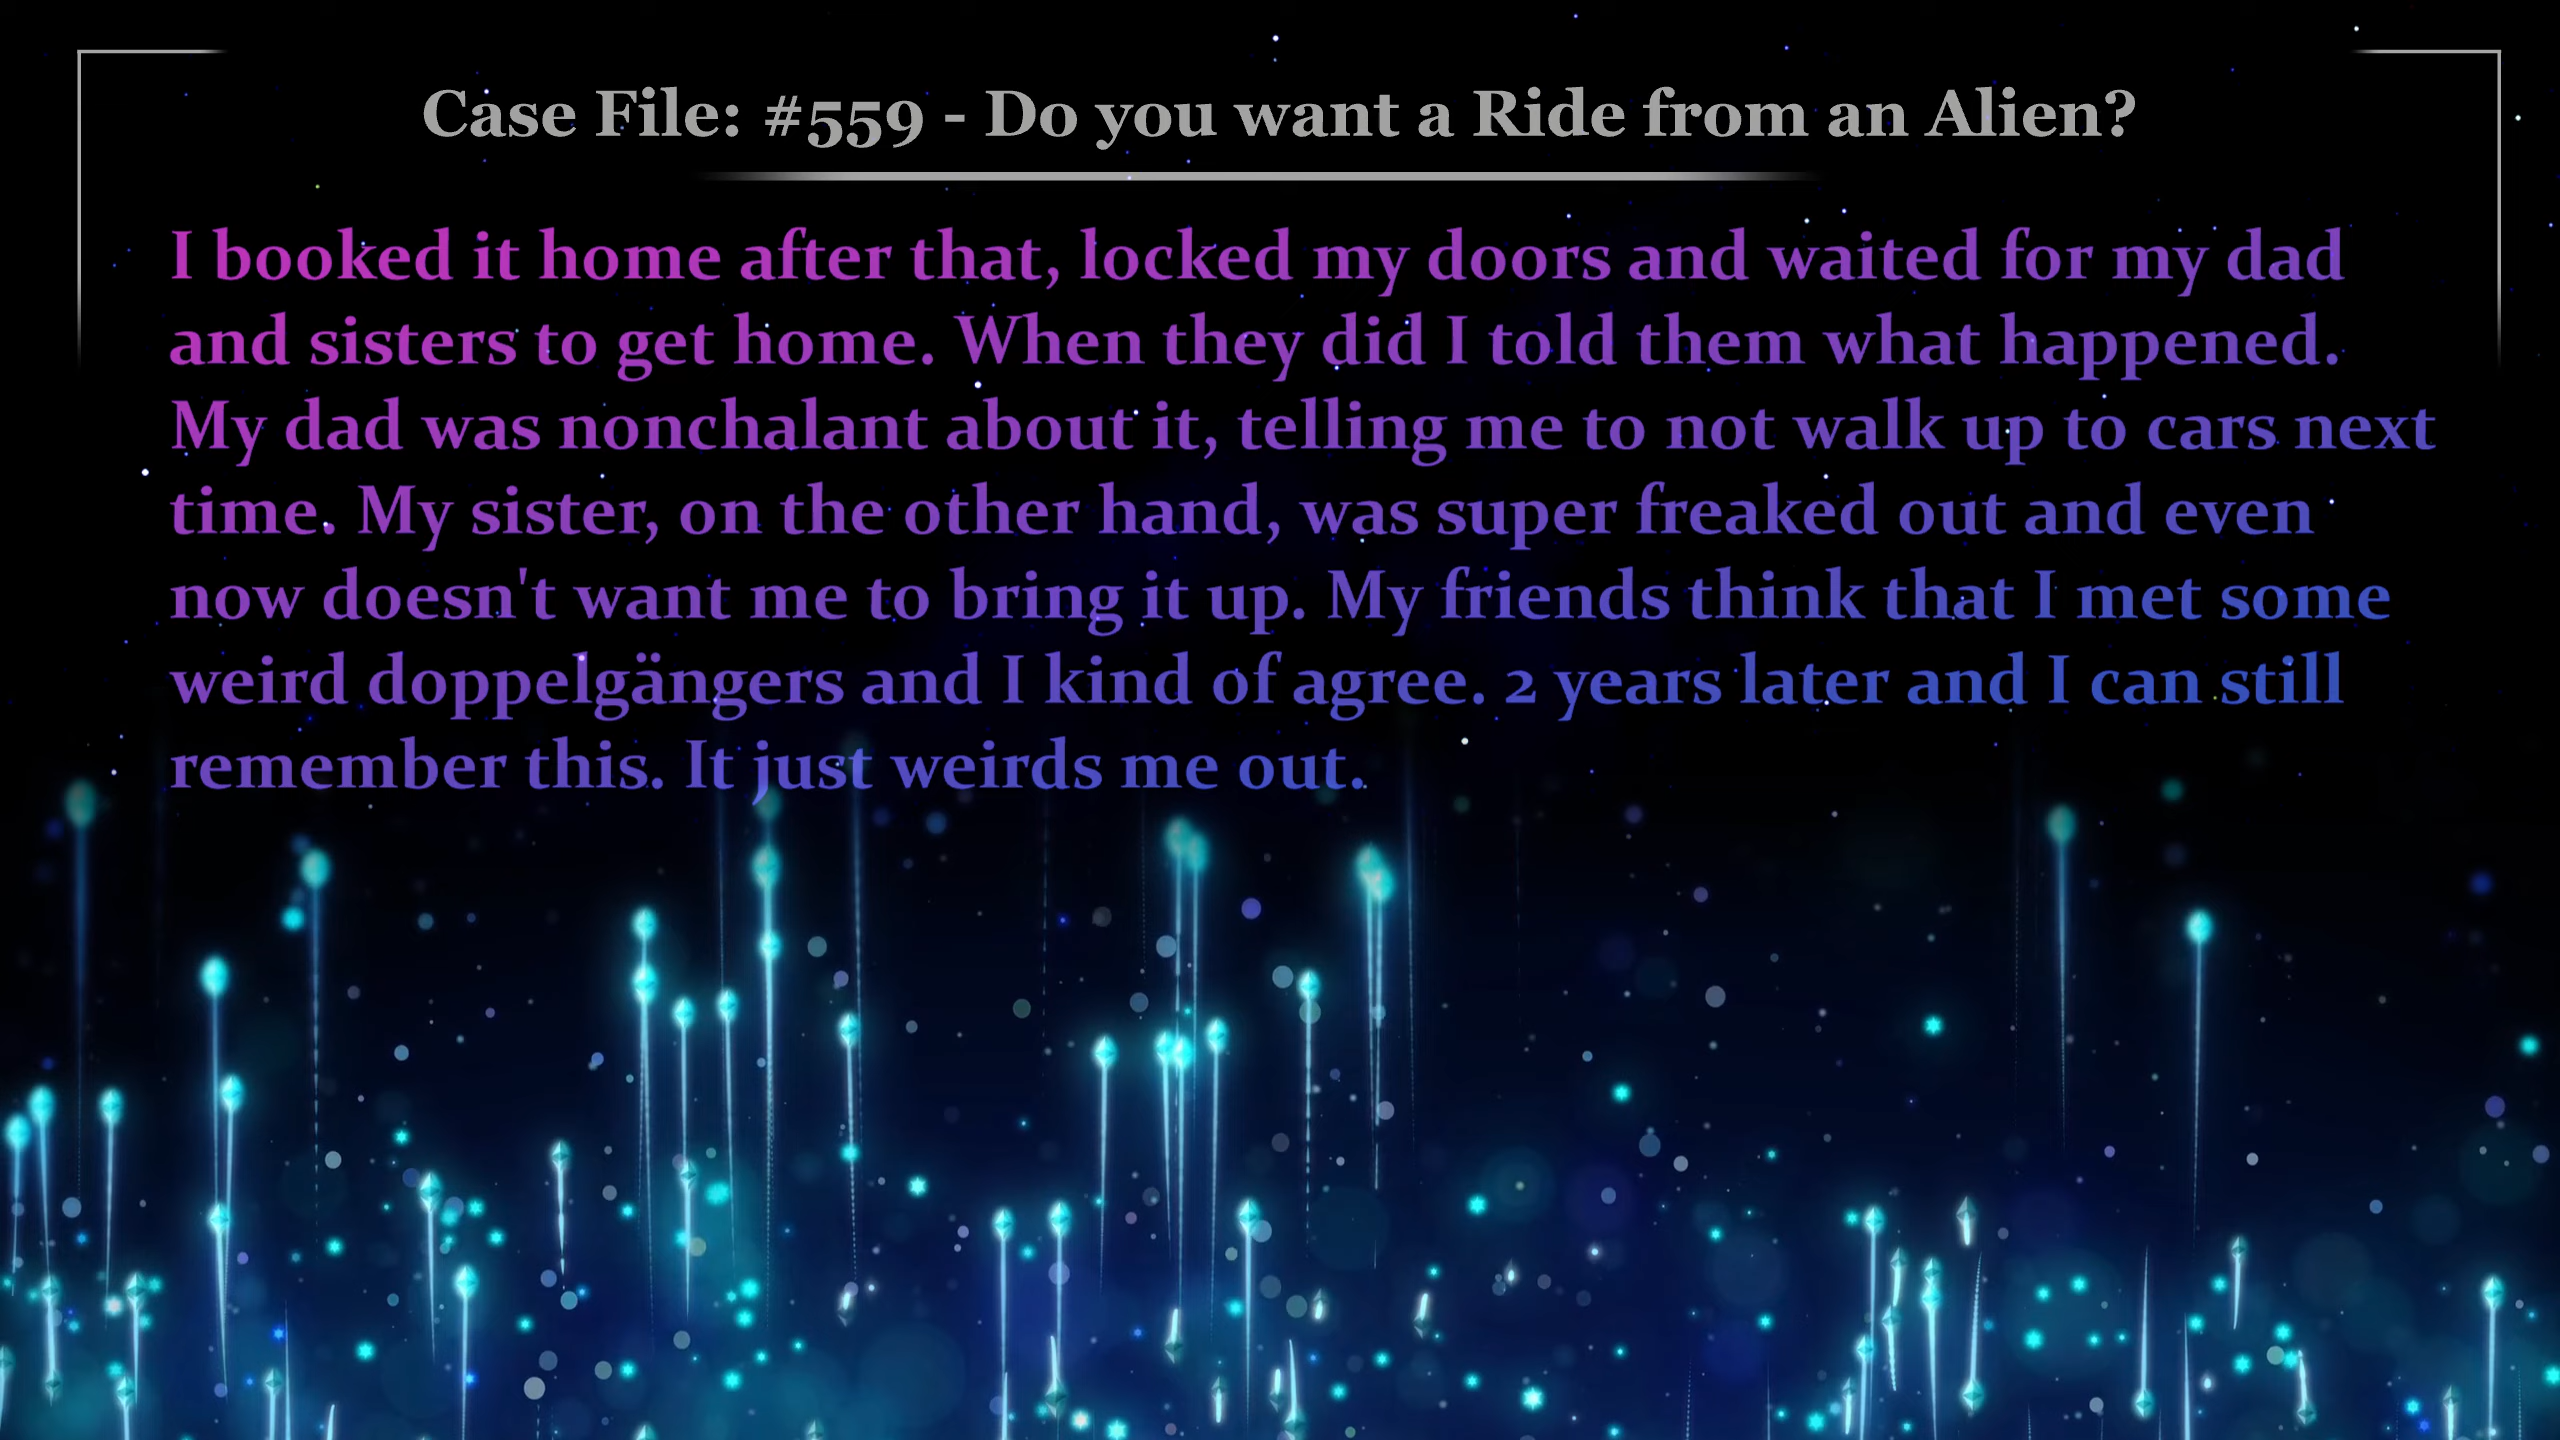 Case File: #559 - Do you want a Ride from an Alien?
I booked it home after that, locked my doors and waited for my dad
and sisters to get home. When they did I told them what happened.
My dad was nonchalant about it, telling me to not walk up to cars next
time. My sister, on the other hand, was super freaked out and even
now doesn't want me to bring it up. My friends think that I met some
weird doppelgängers and I kind of agree. 2 years later and I can still
remember this. It just weirds me out.